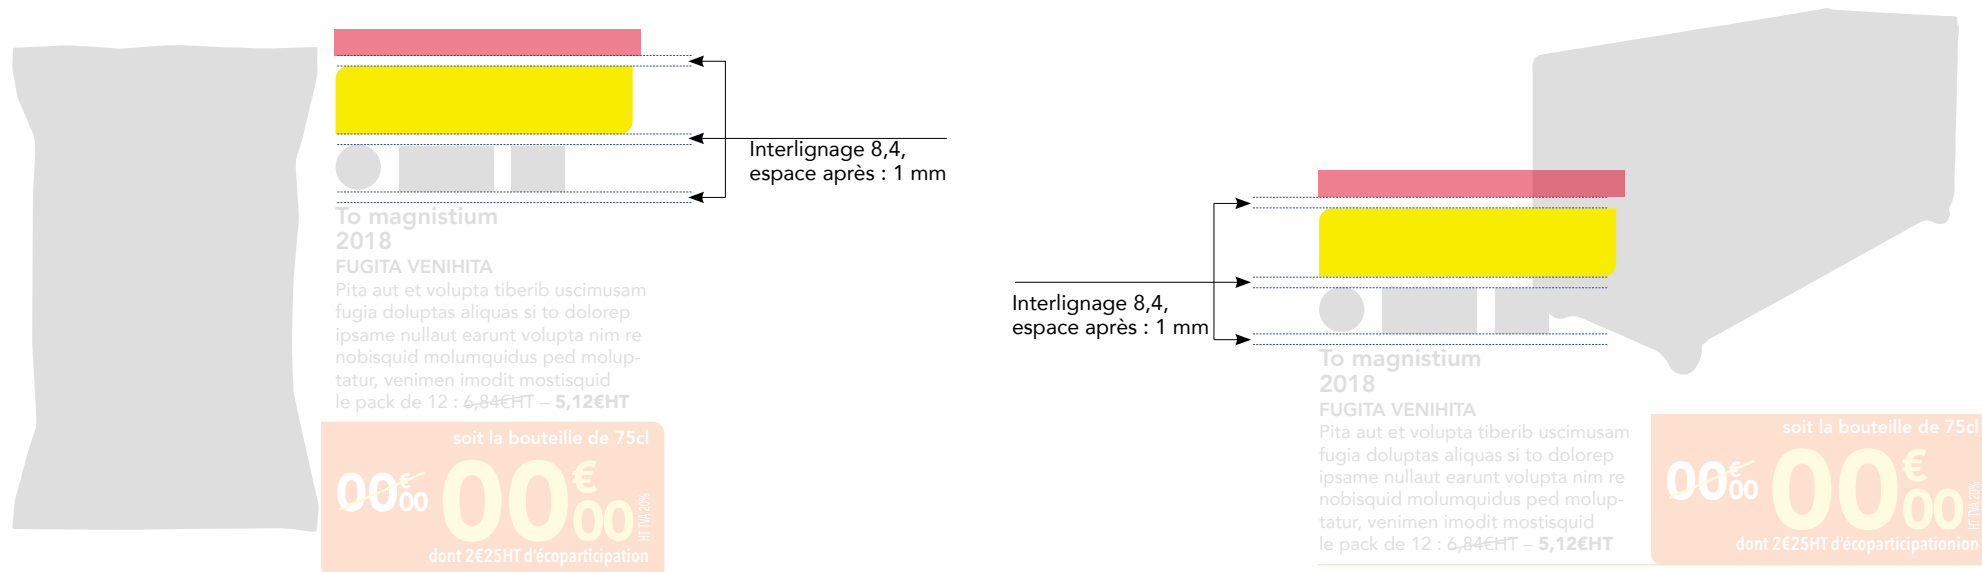 Interlignage 8,4,
espace après : 1 mm
To magnistium
2018
FUGITA VENIHITA
Pita aut et volupta tiberib uscimusam
fugia doluptas aliquas si to dolorep
ipsame nullaut earunt volupta nim re
nobisquid molumquidus ped molup-
tatur, venimen imodit mostisquid
le pack de 12 : 6,84€HT – 5,12€HT
soit la bouteille de 75cl
00€00
00€00
HT TVA 20%
dont 2€25HT d'écoparticipation
Interlignage 8,4,
espace après : 1 mm
To magnistium
2018
FUGITA VENIHITA
Pita aut et volupta tiberib uscimusam
fugia doluptas aliquas si to dolorep
ipsame nullaut earunt volupta nim re
nobisquid molumquidus ped molup-
tatur, venimen imodit mostisquid
le pack de 12 : 6,84€HT – 5,12€HT
soit la bouteille de 75cl
00€00
00€00
HT TVA 20%
dont 2€25HT d'écoparticipationion